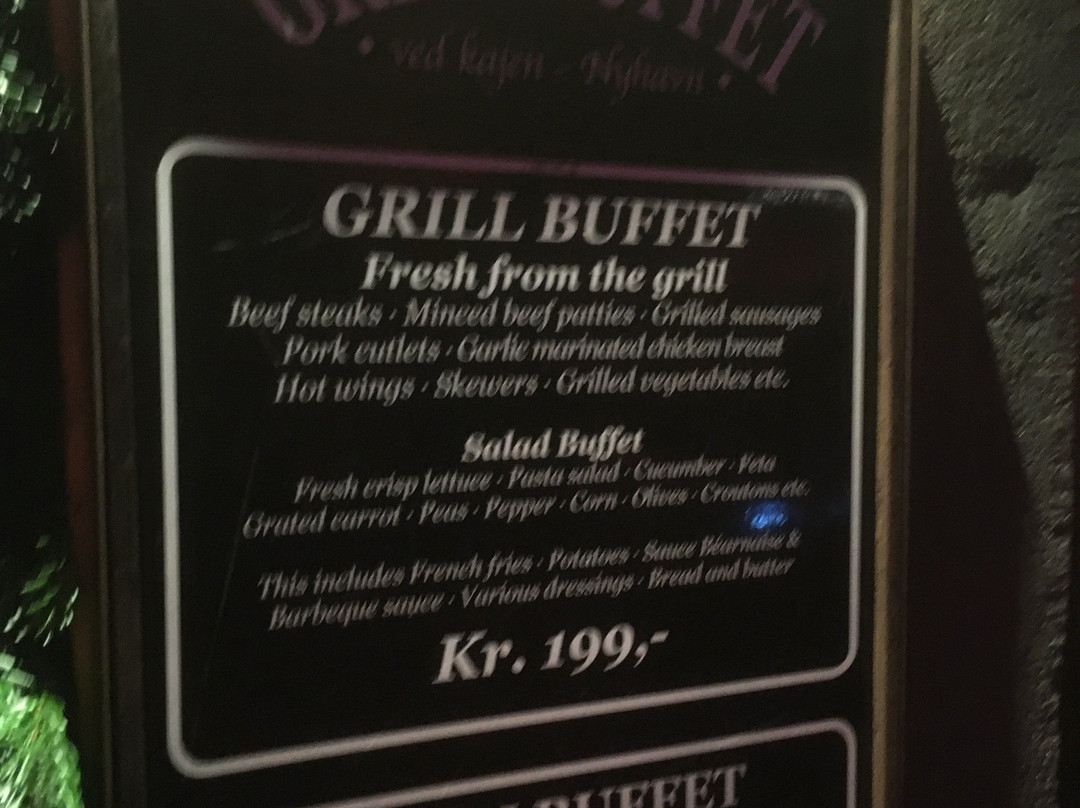 • ved kajen - Nyhavn •
GRILL BUFFET
Fresh from the grill
Beef steaks · Minced beef patties · Grilled sausages
Pork cutlets · Garlic marinated chicken breast
Hot wings · Skewers · Grilled vegetables etc.
Salad Buffet
Fresh crisp lettuce · Pasta salad · Cucumber · Feta
Grated carrot · Peas · Pepper · Corn · Olives · Croutons etc.
This includes French fries · Potatoes · Sauce Béarnaise &
Barbeque sauce · Various dressings · Bread and butter
Kr. 199,-
BUFFET